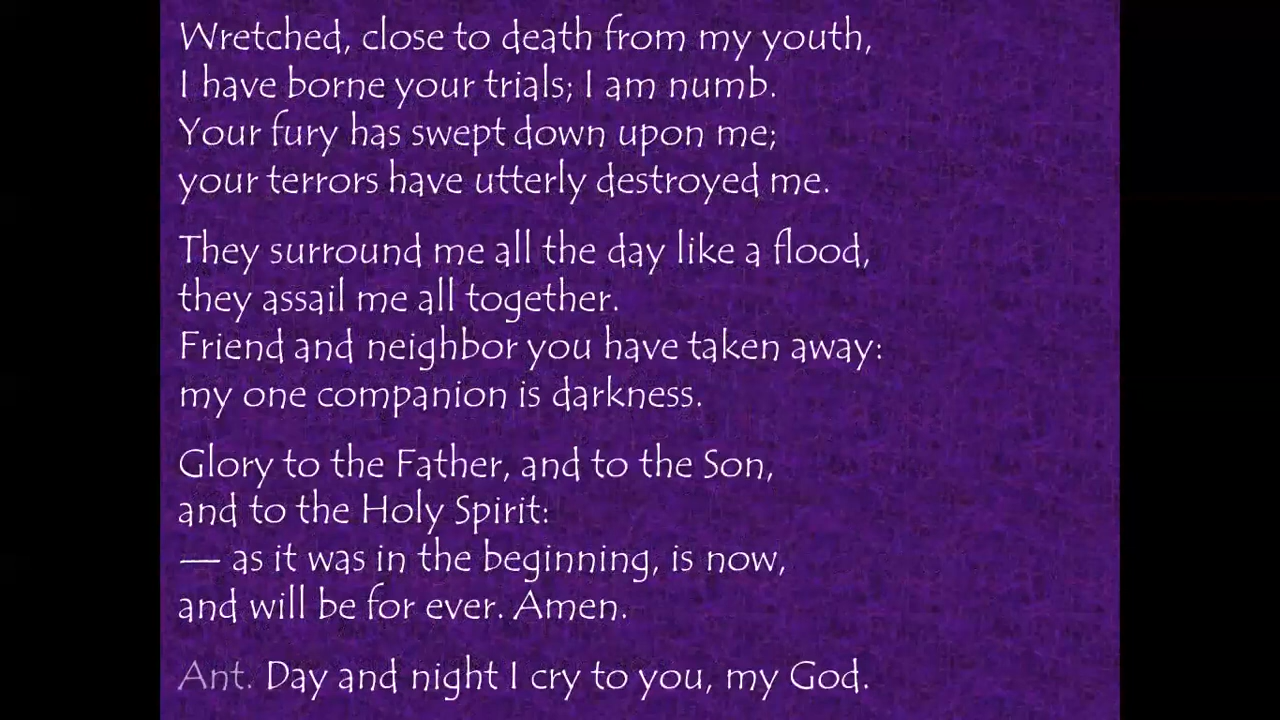 Wretched, close to death from my youth,
I have borne your trials; I am numb.
Your fury has swept down upon me;
your terrors have utterly destroyed me.
They surround me all the day like a flood,
they assail me all together.
Friend and neighbor you have taken away:
my one companion is darkness.
Glory to the Father, and to the Son,
and to the Holy Spirit:
— as it was in the beginning, is now,
and will be for ever. Amen.
Ant. Day and night I cry to you, my God.